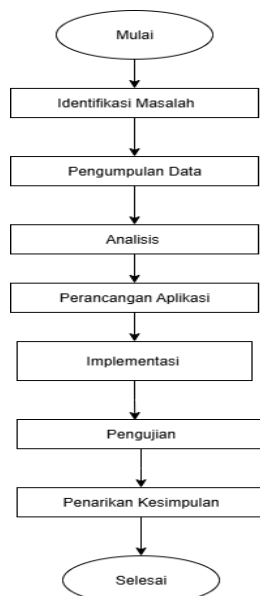 Mulai
Identifikasi Masalah
Pengumpulan Data
Analisis
Perancangan Aplikasi
Implementasi
Pengujian
Penarikan Kesimpulan
Selesai